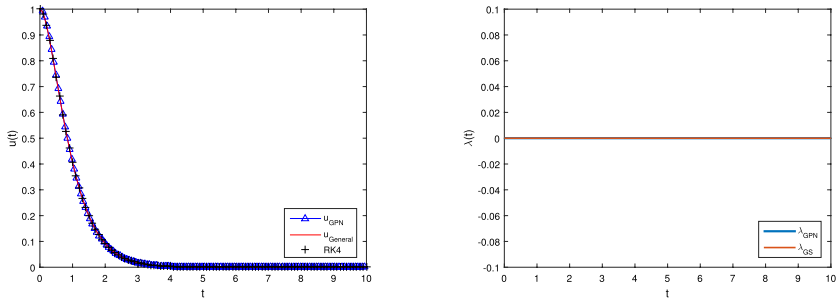 1
0.9
0.8
0.7
0.6
0.5
0.4
0.3
0.2
0.1
0
u(t)
0 1 2 3 4 5 6 7 8 9 10
t
u_GPN
u_General
RK4
0.1
0.08
0.06
0.04
0.02
0
-0.02
-0.04
-0.06
-0.08
-0.1
λ(t)
0 1 2 3 4 5 6 7 8 9 10
t
λ_GPN
λ_GS